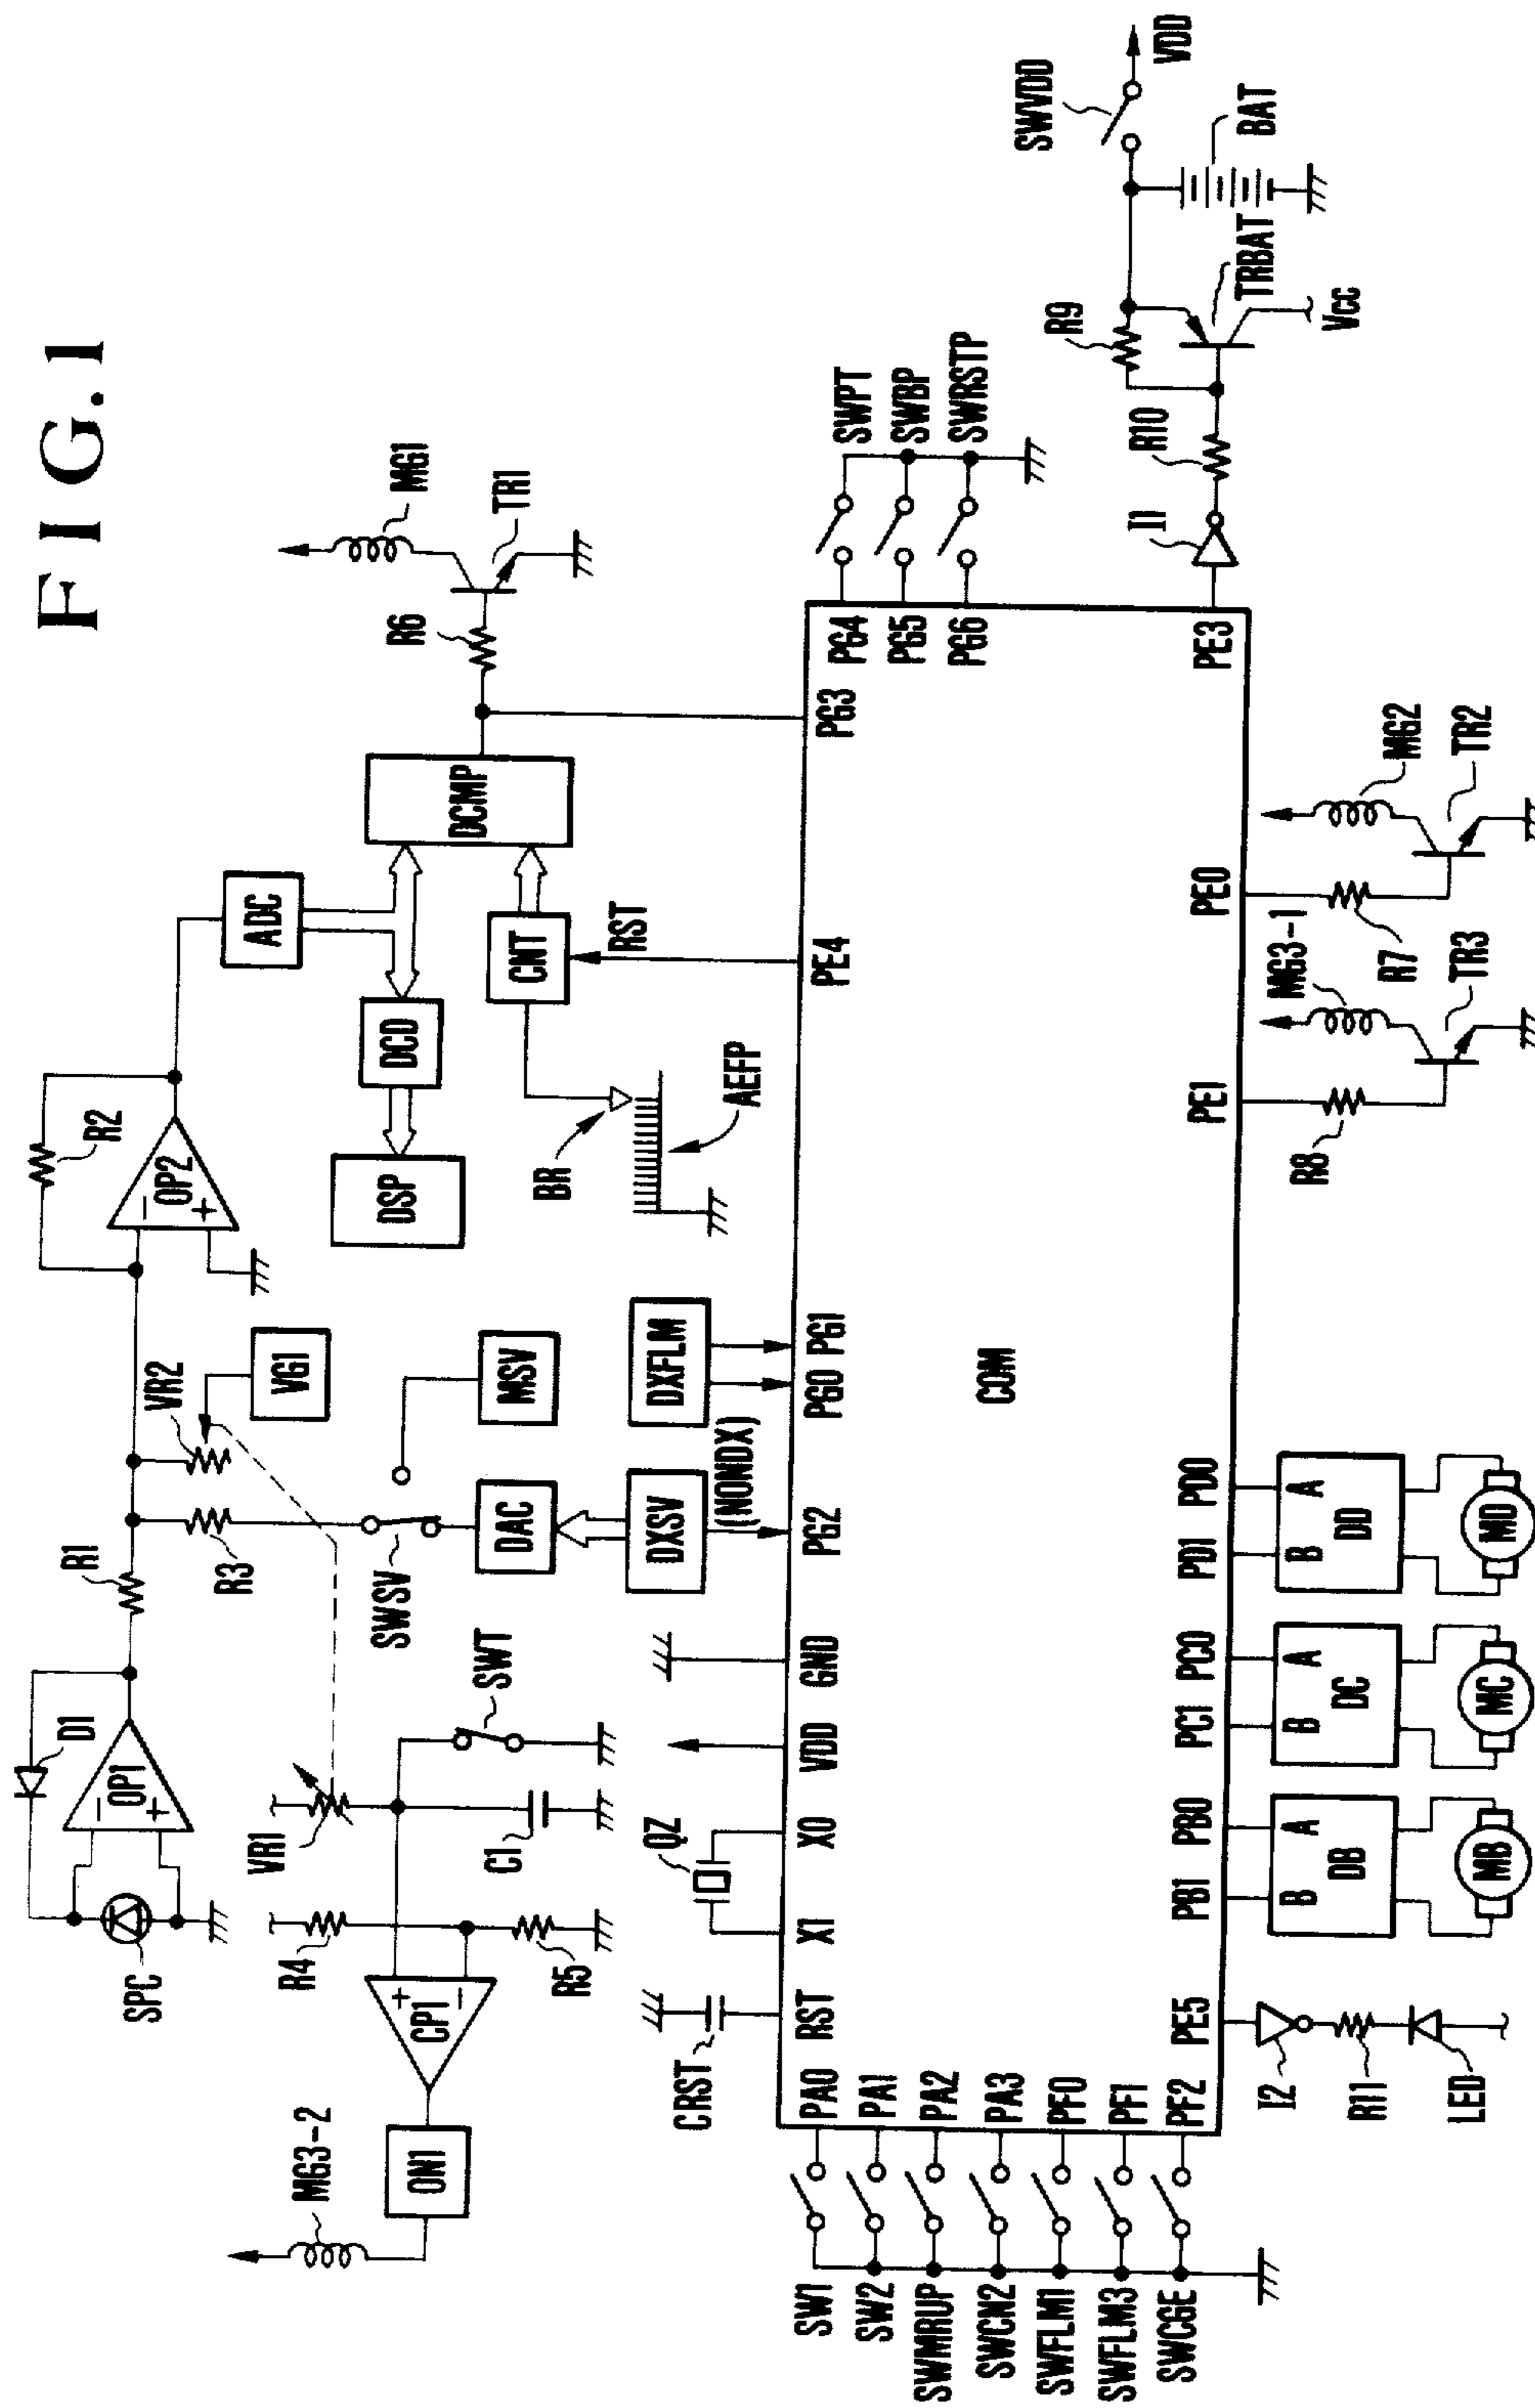 FIG.1
SPC
OP1
-
+
D1
R1
R2
OP2
-
+
VR2
VG1
R3
SWSV
MSV
DAC
DXSV
(NONDX)
DXFLM
ADC
DCD
DSP
DCMP
CNT
RST
BR
AEFP
R6
MG1
TR1
MG3-2
ON1
CP1
+
-
R4
R5
VR1
C1
SWT
CRST
QZ
RST
X1
X0
VDD
GND
PG2
PG0
PG1
PE4
PG3
PA0
PA1
PA2
PA3
PF0
PF1
PF2
SW1
SW2
SWMRUP
SWCN2
SWFLM1
SWFLM3
SWCGE
COM
PG4
PG5
PG6
PE3
SWPT
SWBP
SWRSTP
I1
R10
R9
TRBAT
Vcc
BAT
SWVDD
VDD
PE5
PB1
PB0
PC1
PC0
PD1
PD0
PE1
PE0
I2
R11
LED
B
A
DB
MB
B
A
DC
MC
B
A
DD
MD
R8
MG3-1
TR3
R7
MG2
TR2